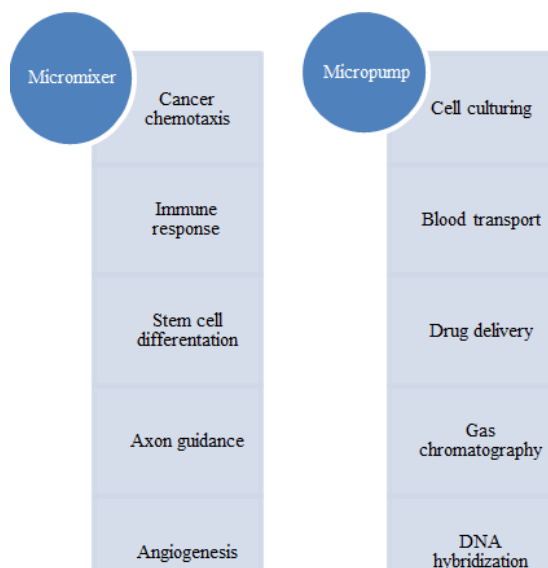 Micromixer
Cancer
chemotaxis
Immune
response
Stem cell
differentation
Axon guidance
Angiogenesis
Micropump
Cell culturing
Blood transport
Drug delivery
Gas
chromatography
DNA
hybridization